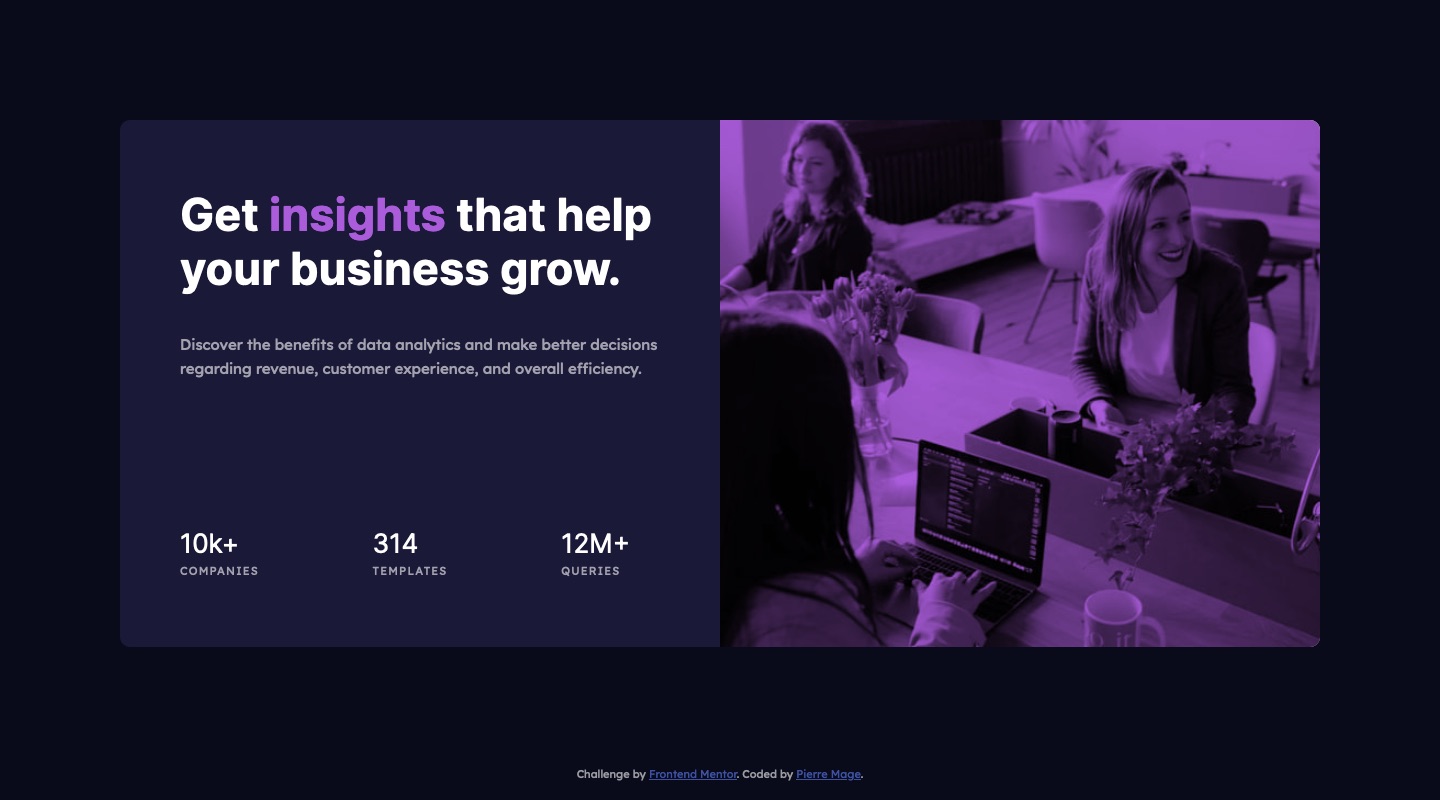 Get insights that help
your business grow.
Discover the benefits of data analytics and make better decisions
regarding revenue, customer experience, and overall efficiency.
10k+
COMPANIES
314
TEMPLATES
12M+
QUERIES
Challenge by Frontend Mentor. Coded by Pierre Mage.